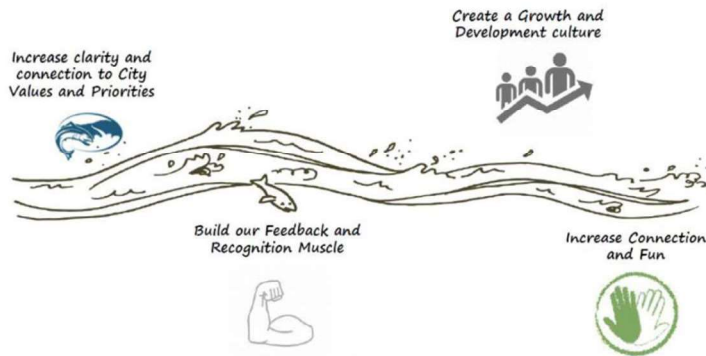 Increase clarity and
connection to City
Values and Priorities
Create a Growth and
Development culture
Build our Feedback and
Recognition Muscle
Increase Connection
and Fun